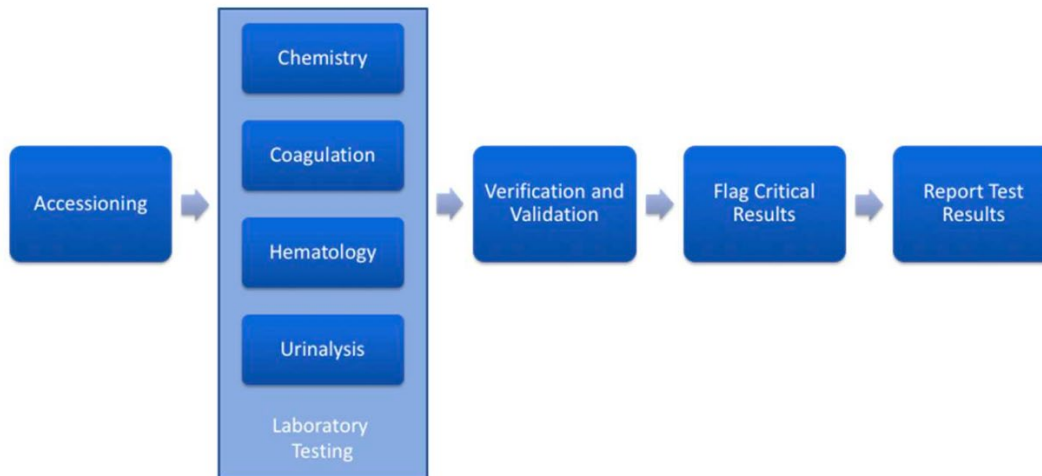 Accessioning
Chemistry
Coagulation
Hematology
Urinalysis
Laboratory
Testing
Verification and
Validation
Flag Critical
Results
Report Test
Results